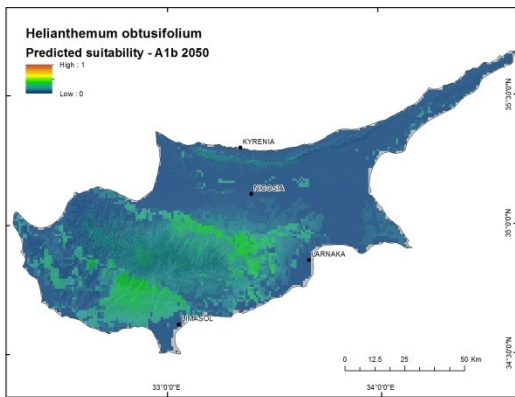 Helianthemum obtusifolium
Predicted suitability - A1b 2050
High : 1
Low : 0
KYRENIA
NICOSIA
LARNAKA
LIMASOL
35°30'0"N
35°0'0"N
34°30'0"N
0 12.5 25 50 Km
33°0'0"E 34°0'0"E